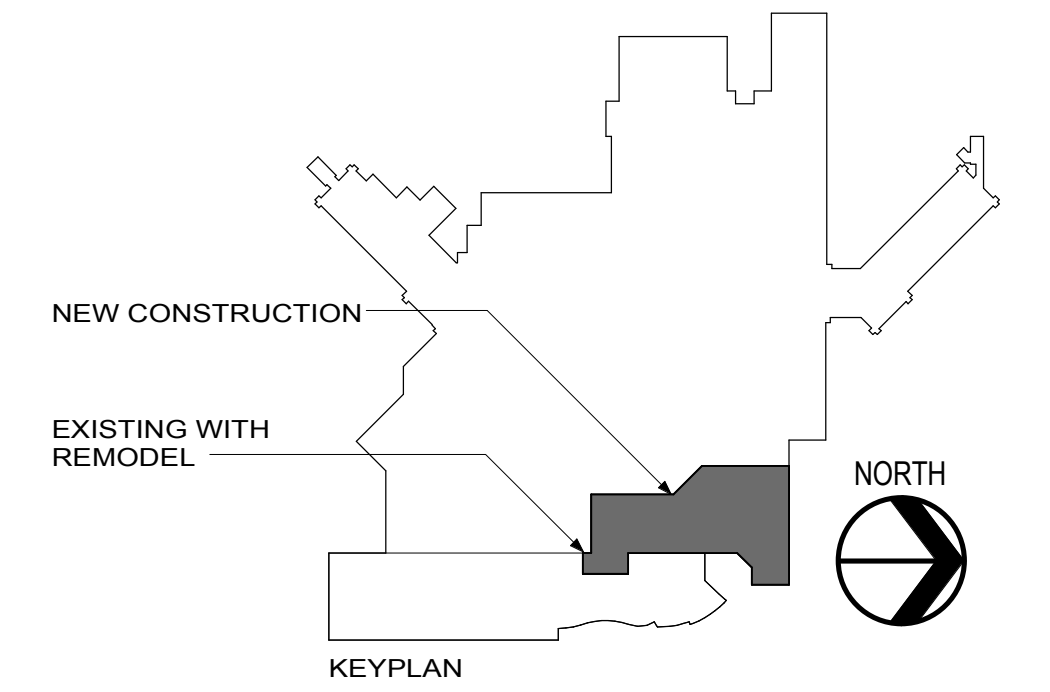 NEW CONSTRUCTION
EXISTING WITH
REMODEL
NORTH
KEYPLAN